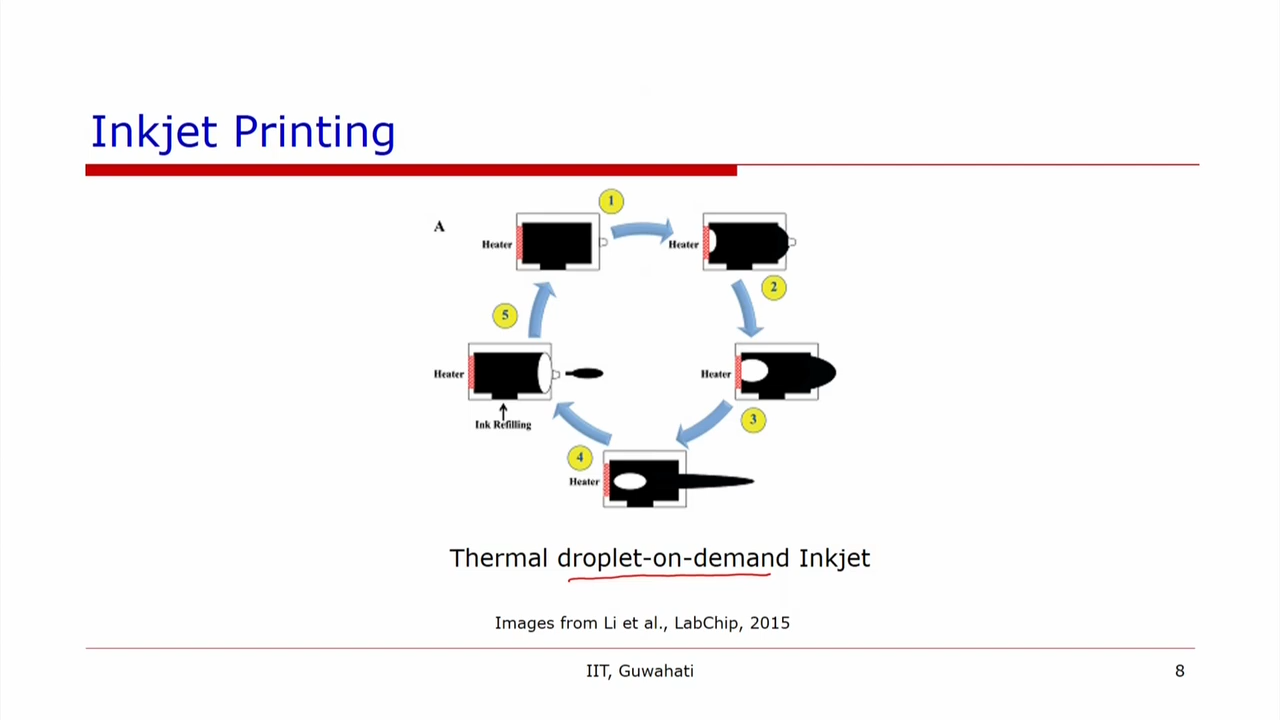 Inkjet Printing
A
1
Heater
Heater
2
5
Heater
Heater
Ink Refilling
3
4
Heater
Thermal droplet-on-demand Inkjet
Images from Li et al., LabChip, 2015
IIT, Guwahati
8